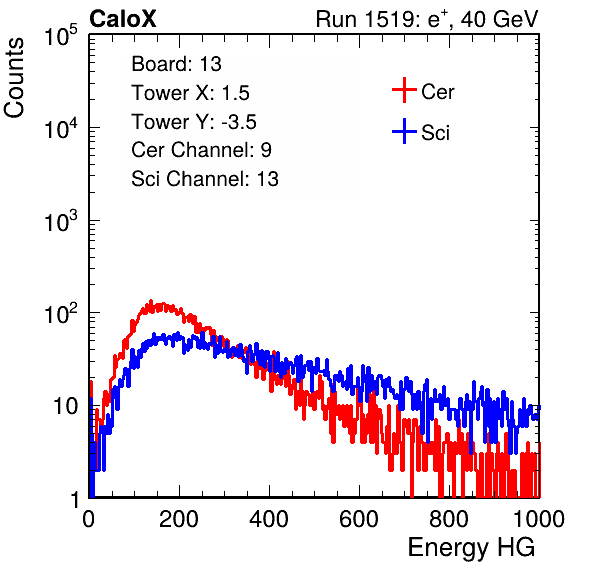 CaloX Run 1519: e⁺, 40 GeV
Counts
10⁵
10⁴
10³
10²
10
1
Board: 13
Tower X: 1.5
Tower Y: -3.5
Cer Channel: 9
Sci Channel: 13
Cer
Sci
0 200 400 600 800 1000
Energy HG